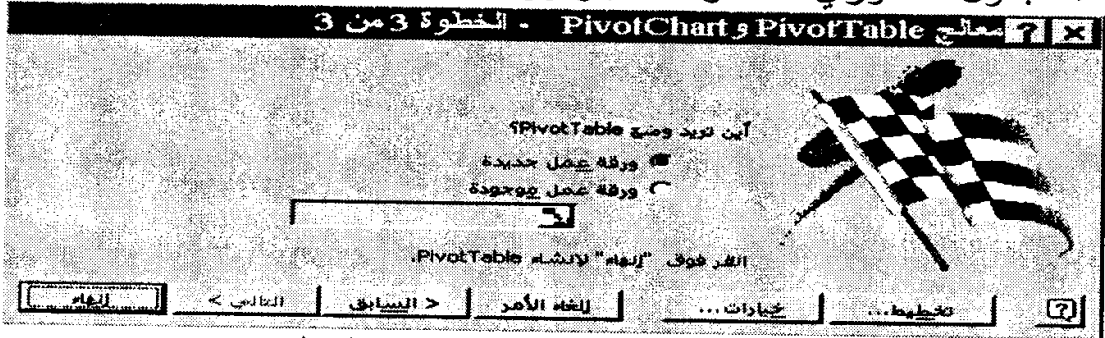 معالج PivotTable و PivotChart - الخطوة 3 من 3
أين تريد وضع PivotTable؟
ورقة عمل جديدة
ورقة عمل موجودة
انقر فوق "إنهاء" لإنشاء PivotTable.
تخطيط... خيارات... إلغاء الأمر < السابق التالي > إنهاء